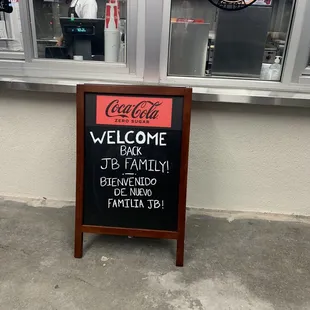 Coca-Cola
ZERO SUGAR
WELCOME
BACK
JB FAMILY!
BIENVENIDO
DE NUEVO
FAMILIA JB!